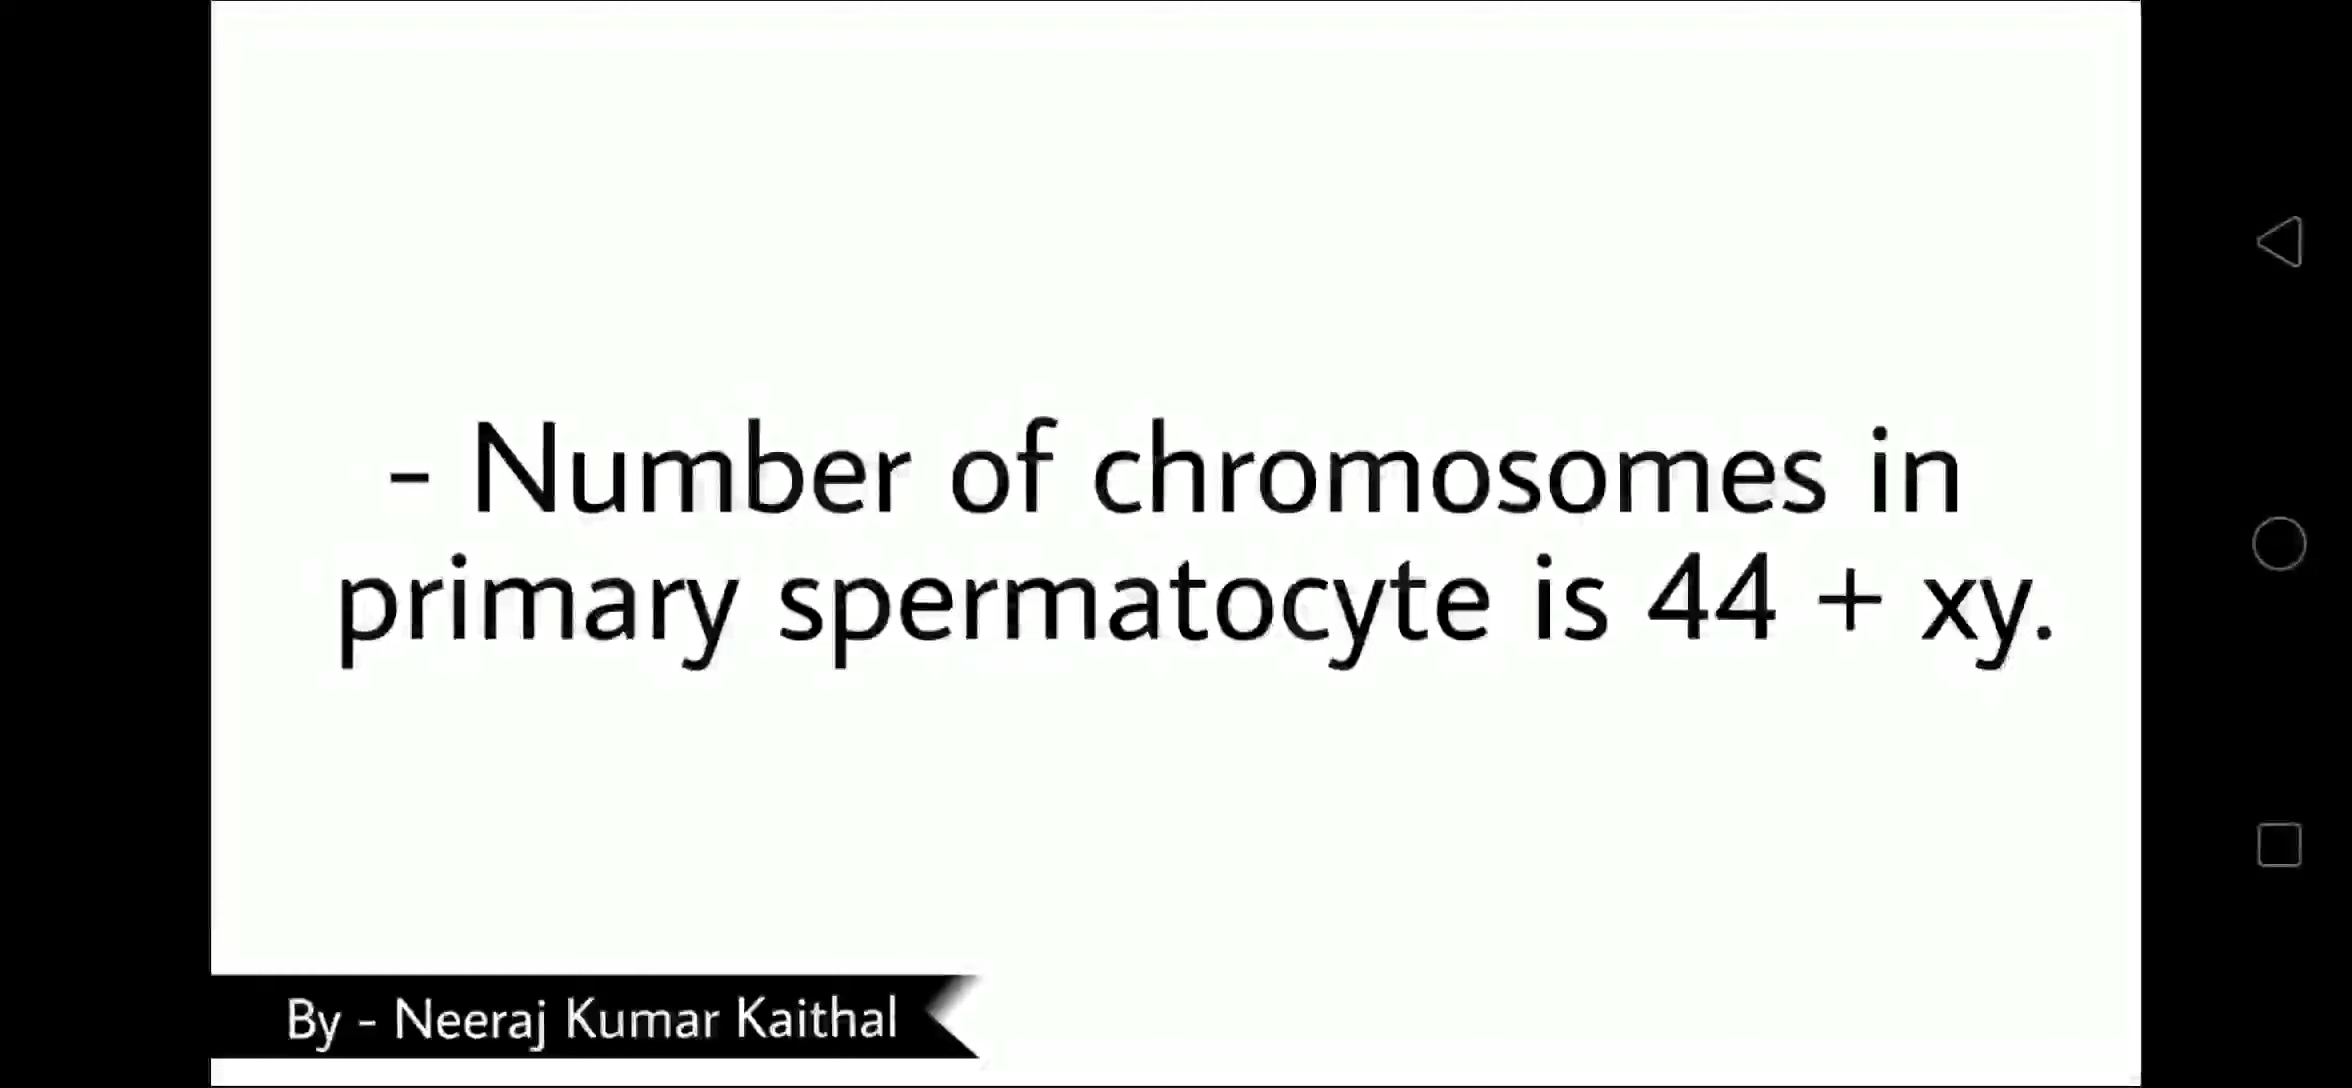 - Number of chromosomes in
primary spermatocyte is 44 + xy.
By - Neeraj Kumar Kaithal